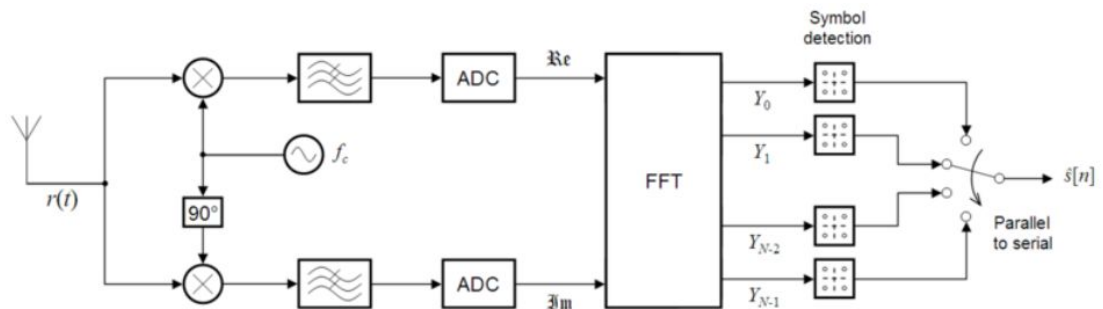 Symbol
detection
ADC
ℜe
Y₀
f_c
Y₁
r(t)
90°
FFT
ŝ[n]
Y_{N-2}
Parallel
to serial
ADC
ℑm
Y_{N-1}